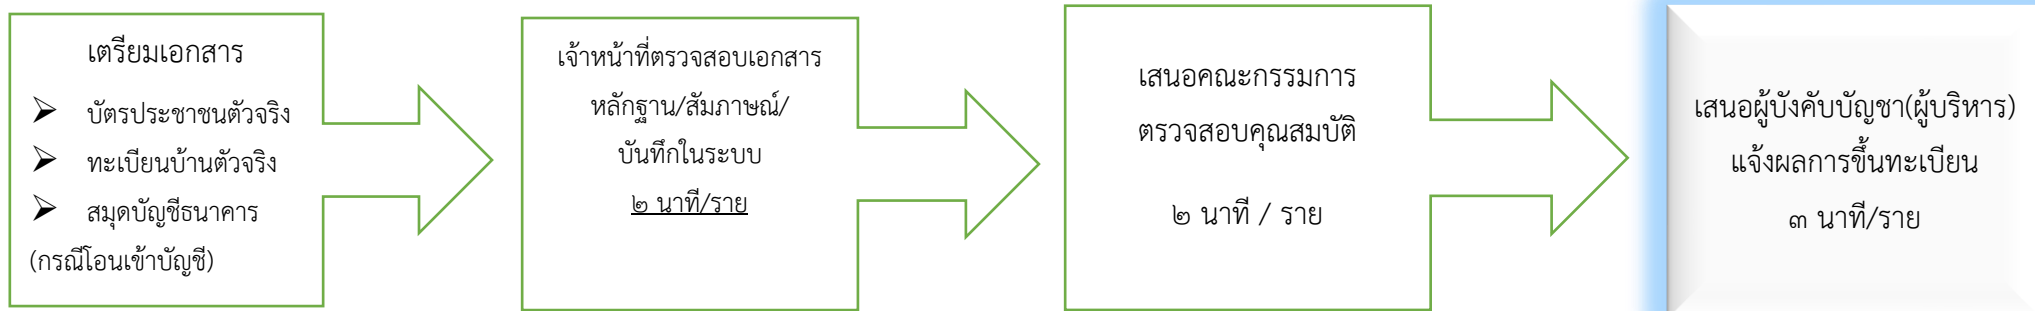 เตรียมเอกสาร
➢ บัตรประชาชนตัวจริง
➢ ทะเบียนบ้านตัวจริง
➢ สมุดบัญชีธนาคาร
(กรณีโอนเข้าบัญชี)
เจ้าหน้าที่ตรวจสอบเอกสาร
หลักฐาน/สัมภาษณ์/
บันทึกในระบบ
๒ นาที/ราย
เสนอคณะกรรมการ
ตรวจสอบคุณสมบัติ
๒ นาที / ราย
เสนอผู้บังคับบัญชา(ผู้บริหาร)
แจ้งผลการขึ้นทะเบียน
๓ นาที/ราย